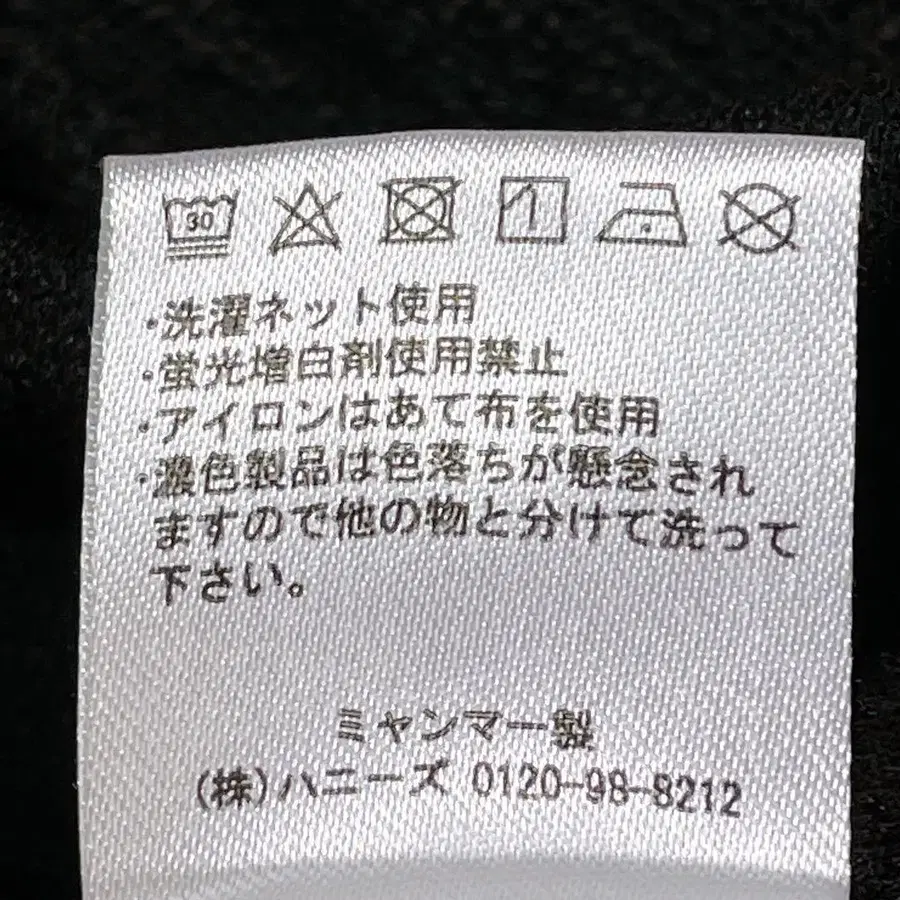 30
・洗濯ネット使用
・蛍光増白剤使用禁止
・アイロンはあて布を使用
・濃色製品は色落ちが懸念され
ますので他の物と分けて洗って
下さい。
ミャンマー製
(株)ハニーズ 0120-98-8212